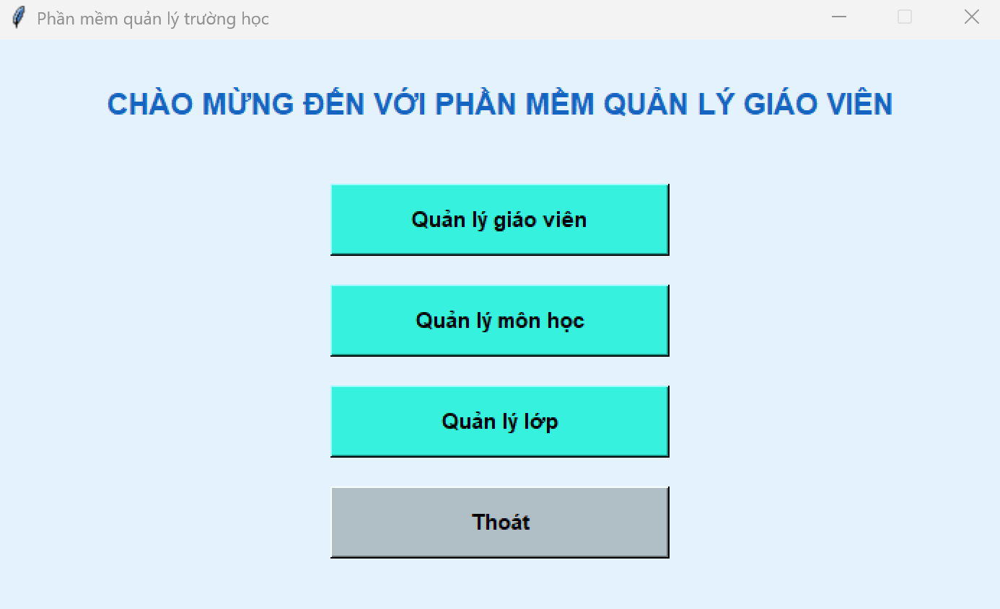 Phần mềm quản lý trường học
CHÀO MỪNG ĐẾN VỚI PHẦN MỀM QUẢN LÝ GIÁO VIÊN
Quản lý giáo viên
Quản lý môn học
Quản lý lớp
Thoát